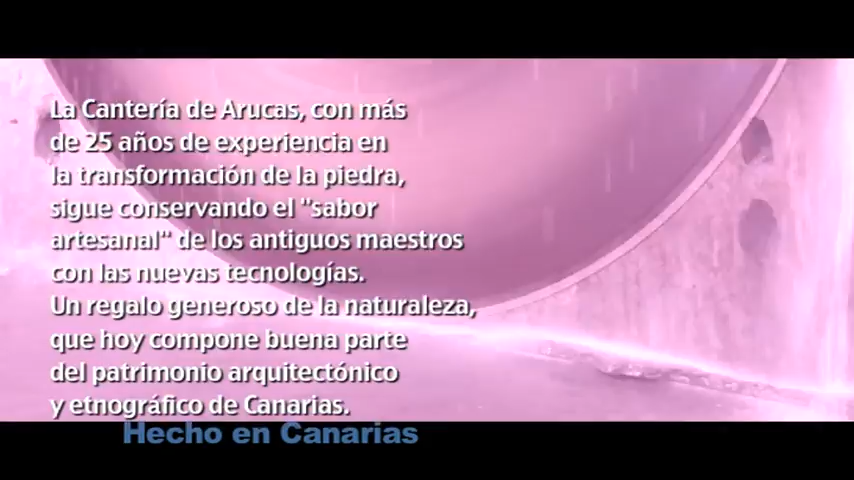 La Cantería de Arucas, con más
de 25 años de experiencia en
la transformación de la piedra,
sigue conservando el "sabor
artesanal" de los antiguos maestros
con las nuevas tecnologías.
Un regalo generoso de la naturaleza,
que hoy compone buena parte
del patrimonio arquitectónico
y etnográfico de Canarias.
Hecho en Canarias